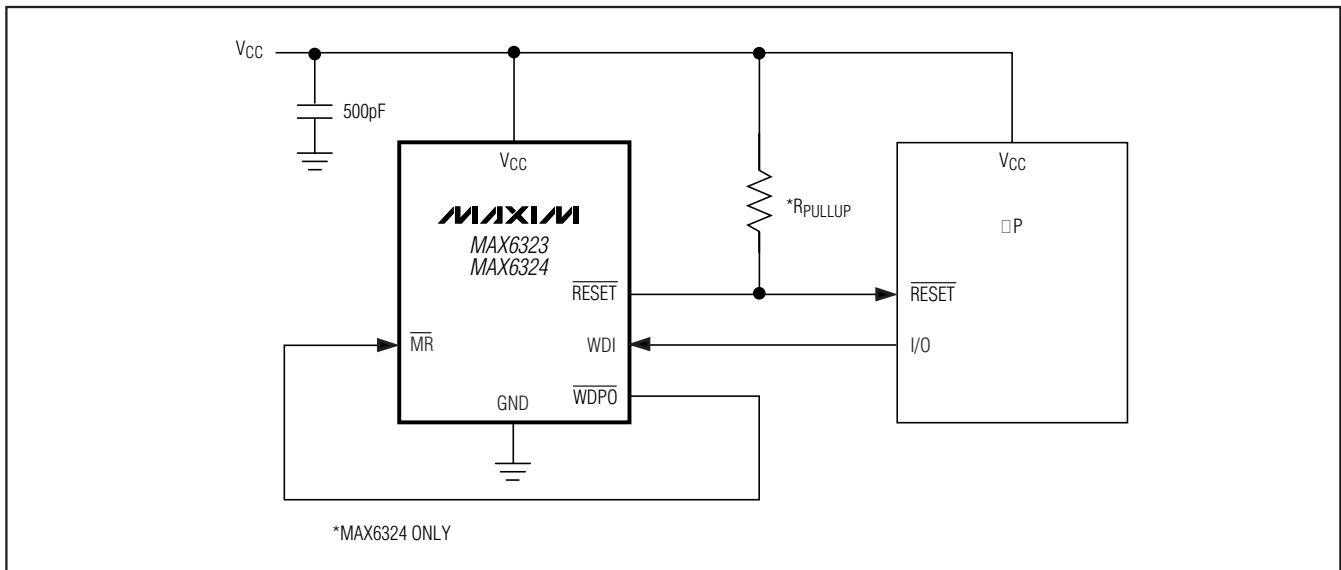 VCC
500pF
VCC
MAXIM
MAX6323
MAX6324
RESET
MR
WDI
WDPO
GND
*RPULLUP
VCC
□P
RESET
I/O
*MAX6324 ONLY